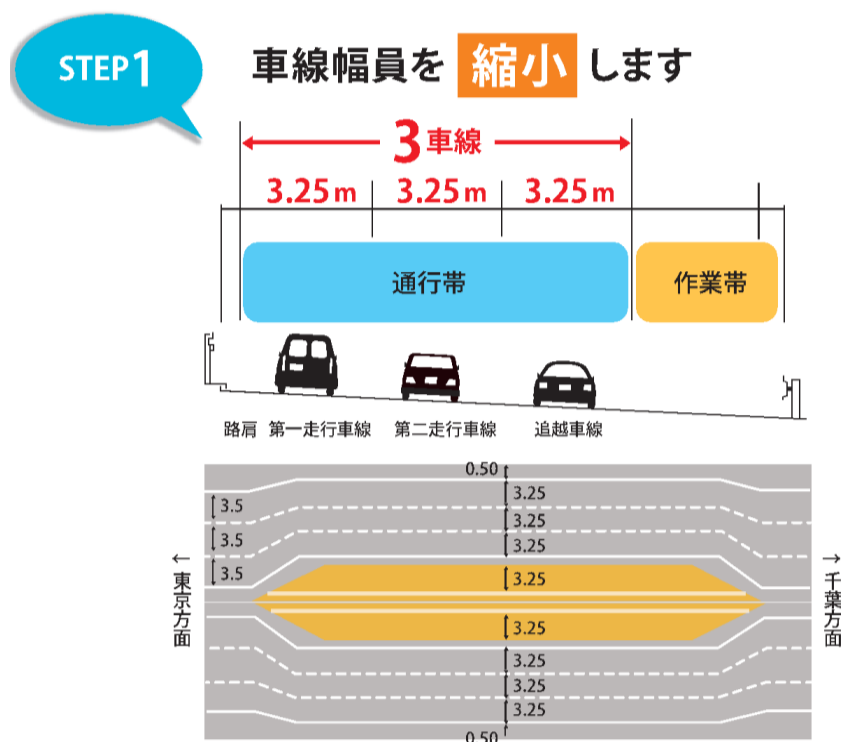 STEP1
車線幅員を 縮小 します
3車線
3.25m 3.25m 3.25m
通行帯 作業帯
路肩 第一走行車線 第二走行車線 追越車線
0.50
3.25
3.5
3.25
3.5
3.25
3.5
3.25
3.25
3.25
3.25
3.25
0.50
←東京方面
→千葉方面